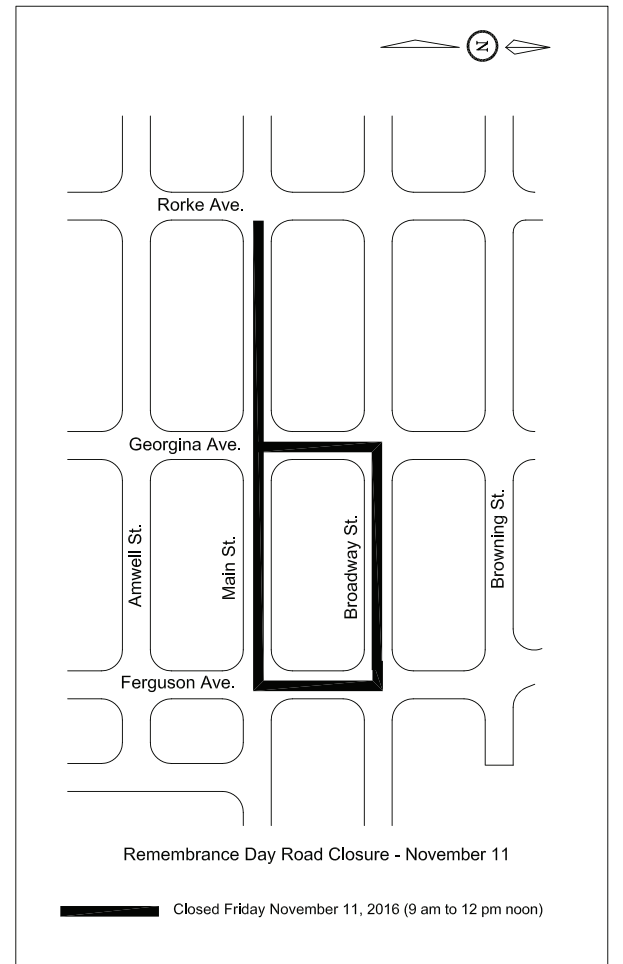 N
Rorke Ave.
Georgina Ave.
Amwell St.
Main St.
Broadway St.
Browning St.
Ferguson Ave.
Remembrance Day Road Closure - November 11
Closed Friday November 11, 2016 (9 am to 12 pm noon)